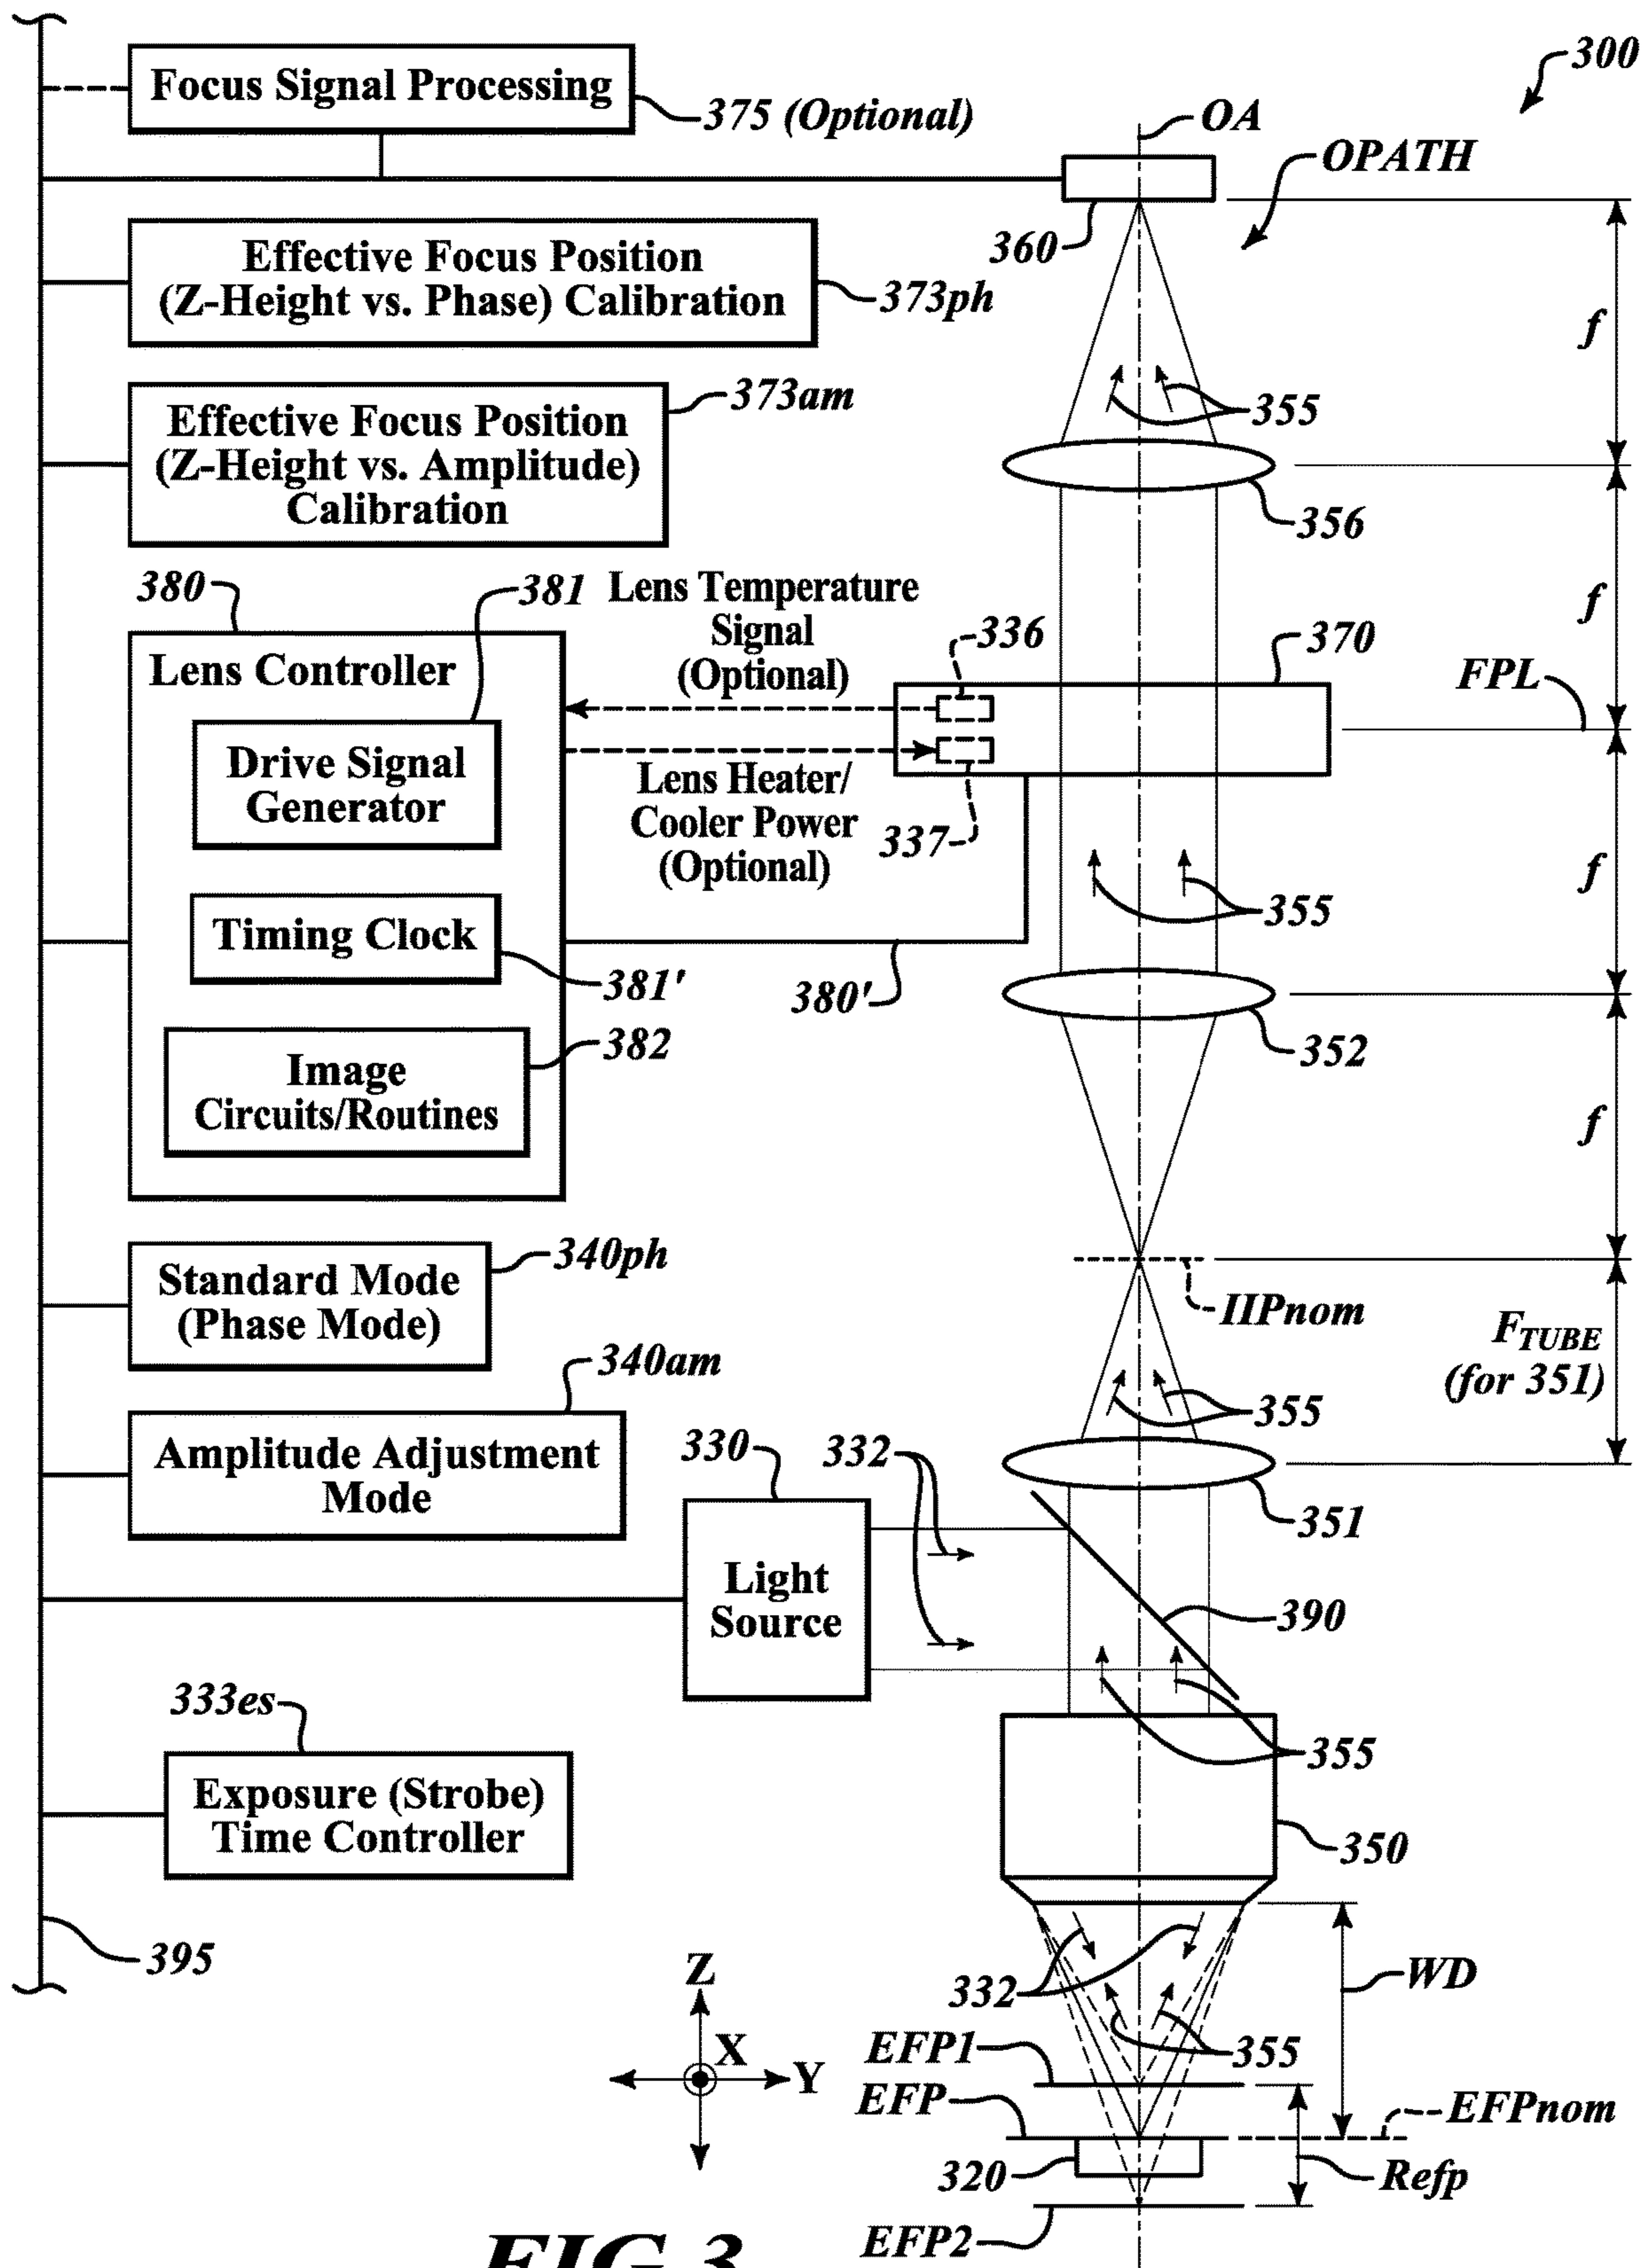 300
Focus Signal Processing
375 (Optional)
OA
OPATH
360
Effective Focus Position
(Z-Height vs. Phase) Calibration
373ph
f
373am
Effective Focus Position
(Z-Height vs. Amplitude)
Calibration
355
356
380
381
Lens Temperature
Signal
(Optional)
336
370
f
FPL
Lens Controller
Drive Signal
Generator
Lens Heater/
Cooler Power
(Optional)
337
355
f
Timing Clock
381'
380'
352
382
Image
Circuits/Routines
f
340ph
Standard Mode
(Phase Mode)
IIPnom
FTUBE
(for 351)
340am
Amplitude Adjustment
Mode
355
330
332
351
Light
Source
390
333es
Exposure (Strobe)
Time Controller
355
350
395
332
WD
Z
X
Y
355
EFP1
EFP
EFPnom
320
Refp
EFP2
FIG.3